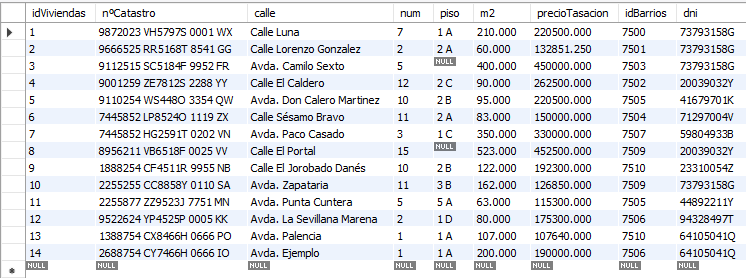 idViviendas nºCatastro calle num piso m2 precioTasacion idBarrios dni
1 9872023 VH5797S 0001 WX Calle Luna 7 1 A 210.000 220500.000 7500 73793158G
2 9666525 RR5168T 8541 GG Calle Lorenzo Gonzalez 2 2 A 60.000 132851.250 7501 73793158G
3 9112515 SC5184F 9952 FR Avda. Camilo Sexto 5 NULL 400.000 450000.000 7503 73793158G
4 9001259 ZE7812S 2288 YY Calle El Caldero 12 2 C 90.000 262500.000 7502 20039032Y
5 9110254 WS448O 3354 QW Avda. Don Calero Martinez 10 2 B 95.000 220500.000 7505 41679701K
6 7445852 LP8524O 1119 ZX Calle Sésamo Bravo 11 2 A 83.000 150000.000 7504 71297004V
7 7445852 HG2591T 0202 VN Avda. Paco Casado 3 1 C 350.000 330000.000 7507 59804933B
8 8956211 VB6518F 0025 VV Calle El Portal 15 NULL 523.000 452500.000 7509 20039032Y
9 1888254 CF4511R 9955 NB Calle El Jorobado Danés 10 2 B 122.000 192300.000 7510 23310054Z
10 2255255 CC8858Y 0110 SA Avda. Zapataria 11 3 B 162.000 126850.000 7509 73793158G
11 2255877 ZZ9523J 7751 MN Avda. Punta Cuntera 5 5 A 63.000 115300.000 7505 44892211Y
12 9522624 YP4525P 0005 KK Avda. La Sevillana Marena 2 1 D 80.000 175300.000 7506 94328497T
13 1388754 CX8466H 0666 PO Avda. Palencia 1 1 A 107.000 107640.000 7510 64105041Q
14 2688754 CY7466H 0666 IO Avda. Ejemplo 1 1 A 200.000 190000.000 7506 64105041Q
NULL NULL NULL NULL NULL NULL NULL NULL NULL